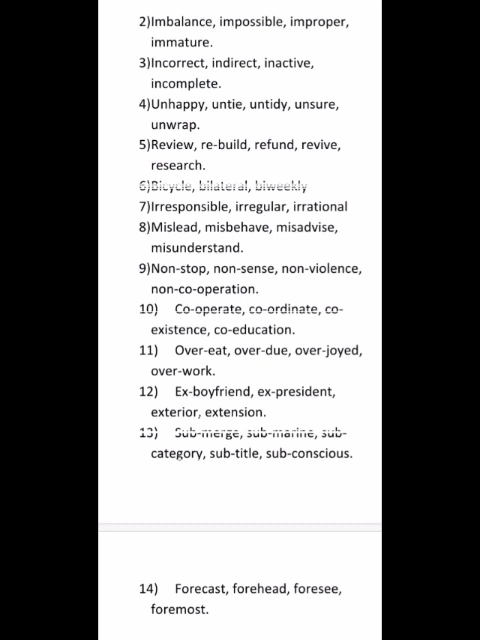 2)Imbalance, impossible, improper,
immature.
3)Incorrect, indirect, inactive,
incomplete.
4)Unhappy, untie, untidy, unsure,
unwrap.
5)Review, re-build, refund, revive,
research.
6)Bicycle, bilateral, biweekly
7)Irresponsible, irregular, irrational
8)Mislead, misbehave, misadvise,
misunderstand.
9)Non-stop, non-sense, non-violence,
non-co-operation.
10) Co-operate, co-ordinate, co-
existence, co-education.
11) Over-eat, over-due, over-joyed,
over-work.
12) Ex-boyfriend, ex-president,
exterior, extension.
13) Sub-merge, sub-marine, sub-
category, sub-title, sub-conscious.
14) Forecast, forehead, foresee,
foremost.